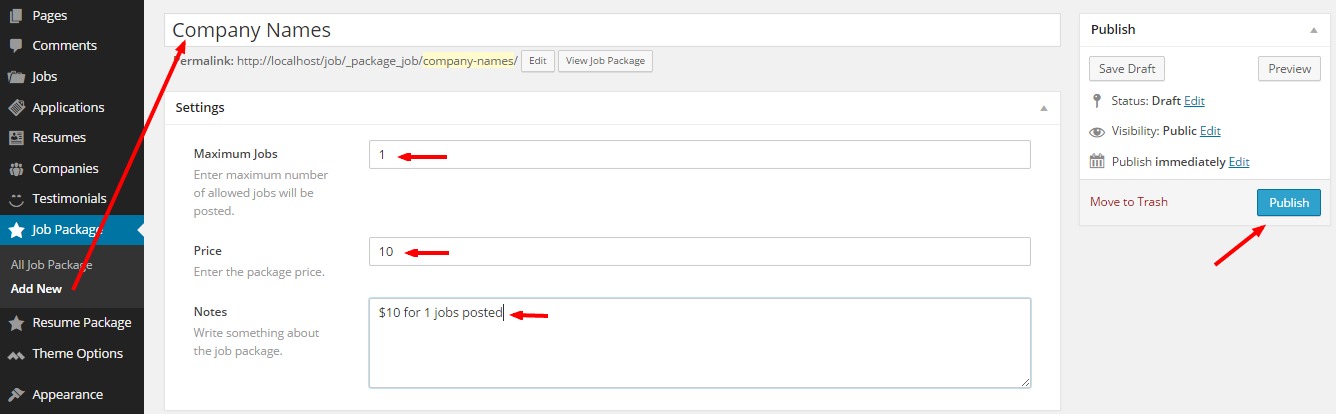 Pages
Comments
Jobs
Applications
Resumes
Companies
Testimonials
Job Package
All Job Package
Add New
Resume Package
Theme Options
Appearance
Company Names
Permalink: http://localhost/job/_package_job/company-names/ Edit View Job Package
Settings
Maximum Jobs
Enter maximum number
of allowed jobs will be
posted.
1
Price
Enter the package price.
10
Notes
Write something about
the job package.
$10 for 1 jobs posted
Publish
Save Draft Preview
Status: Draft Edit
Visibility: Public Edit
Publish immediately Edit
Move to Trash Publish